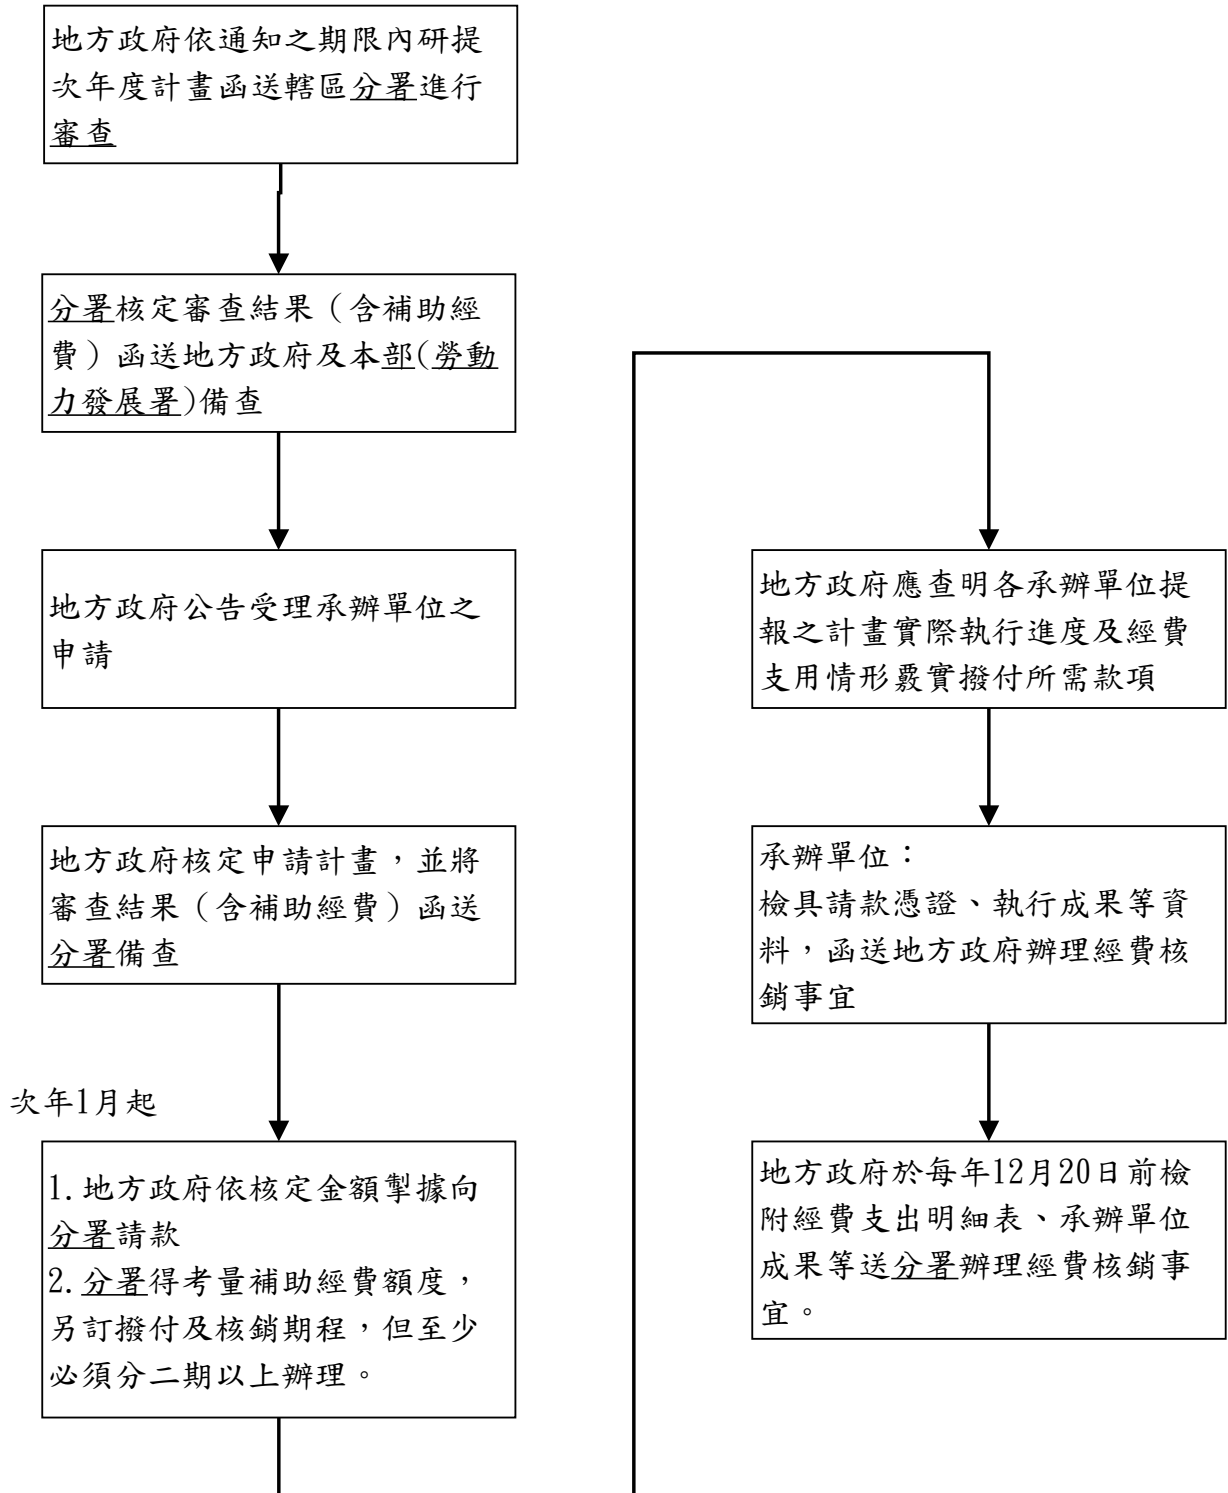 地方政府依通知之期限內研提
次年度計畫函送轄區分署進行
審查
分署核定審查結果（含補助經
費）函送地方政府及本部(勞動
力發展署)備查
地方政府公告受理承辦單位之
申請
地方政府核定申請計畫，並將
審查結果（含補助經費）函送
分署備查
次年1月起
1.地方政府依核定金額掣據向
分署請款
2.分署得考量補助經費額度，
另訂撥付及核銷期程，但至少
必須分二期以上辦理。
地方政府應查明各承辦單位提
報之計畫實際執行進度及經費
支用情形覈實撥付所需款項
承辦單位：
檢具請款憑證、執行成果等資
料，函送地方政府辦理經費核
銷事宜
地方政府於每年12月20日前檢
附經費支出明細表、承辦單位
成果等送分署辦理經費核銷事
宜。